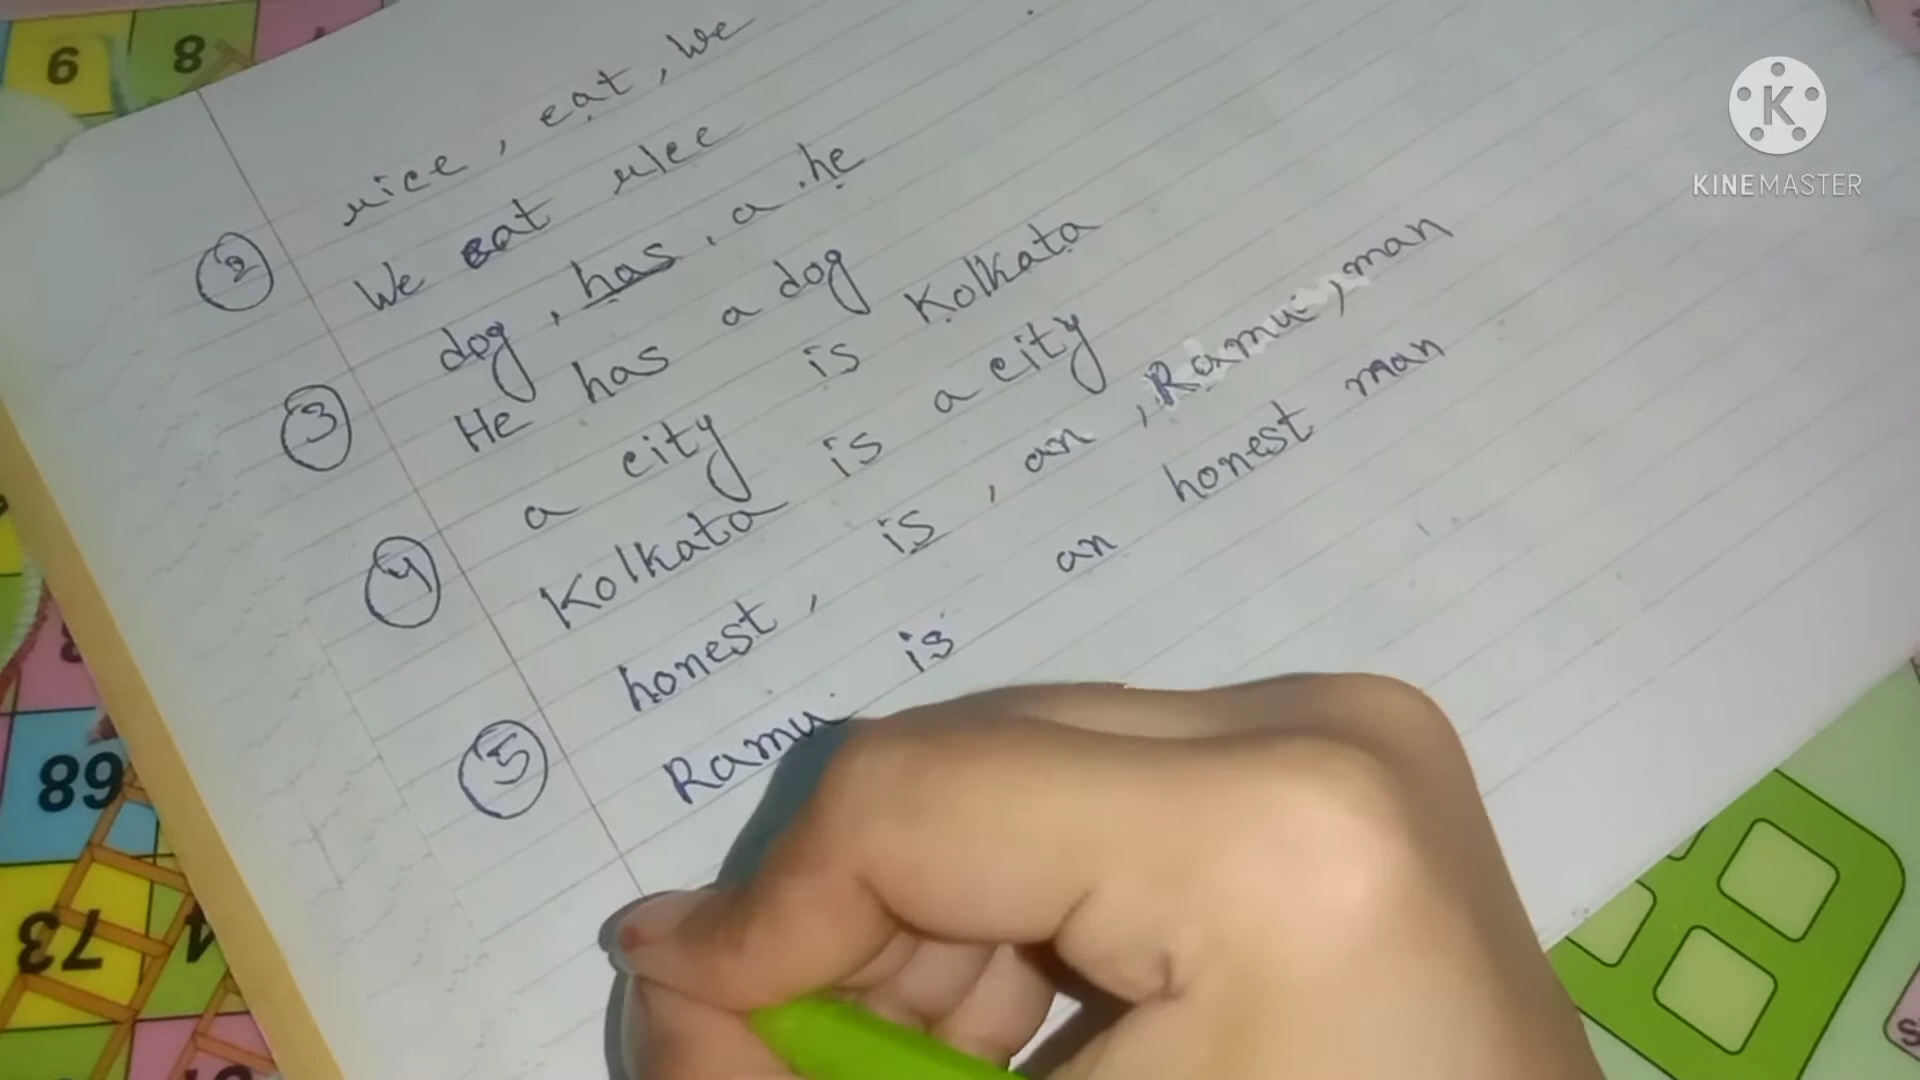 6 8
rice, eat, we
② We eat rice
dog, has, a he
③ He has a dog
a city is Kolkata
④ Kolkata is a city
honest, is, an, Ramu, man
⑤ Ramu is an honest man
KINEMASTER
89
73